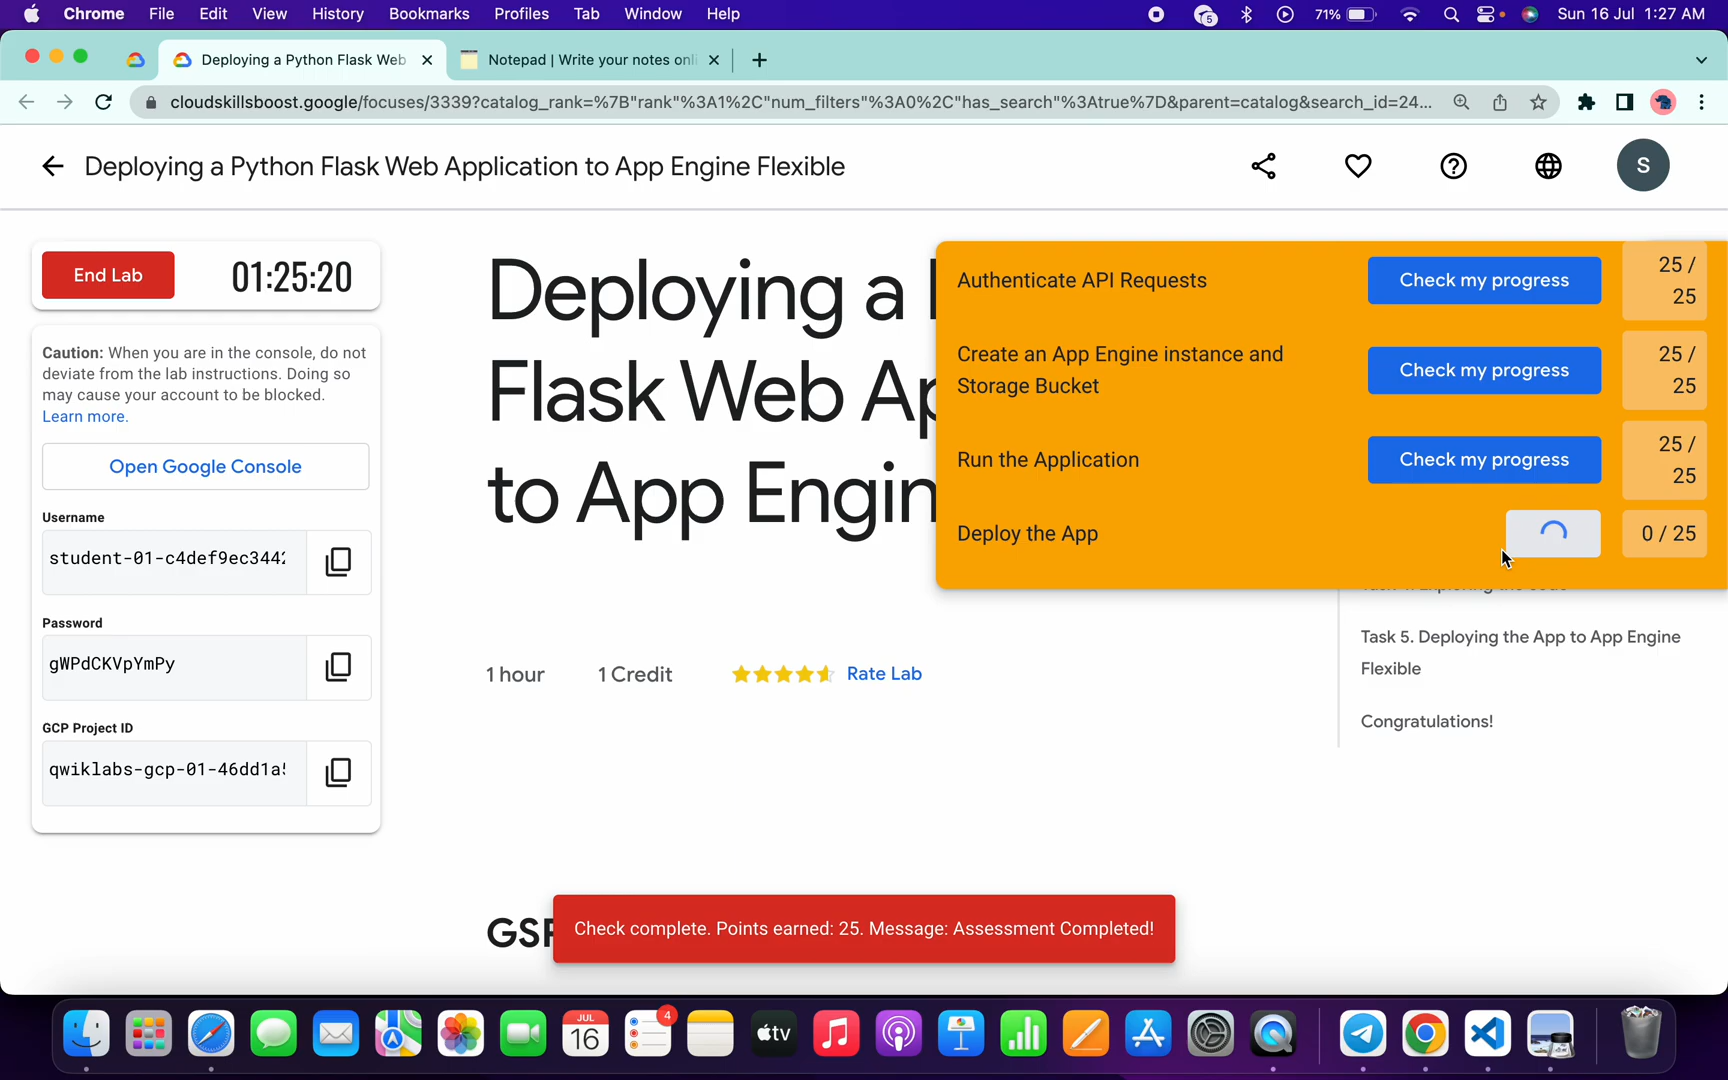 Chrome File Edit View History Bookmarks Profiles Tab Window Help 5 71% Sun 16 Jul 1:27 AM
Deploying a Python Flask Web Notepad | Write your notes onli
cloudskillsboost.google/focuses/3339?catalog_rank=%7B"rank"%3A1%2C"num_filters"%3A0%2C"has_search"%3Atrue%7D&parent=catalog&search_id=24...
Deploying a Python Flask Web Application to App Engine Flexible S
End Lab 01:25:20
Caution: When you are in the console, do not
deviate from the lab instructions. Doing so
may cause your account to be blocked.
Learn more.
Open Google Console
Username
student-01-c4def9ec344
Password
gWPdCKVpYmPy
GCP Project ID
qwiklabs-gcp-01-46dd1a
Deploying a
Flask Web Ap
to App Engin
1 hour 1 Credit Rate Lab
GSP
Authenticate API Requests Check my progress 25 /
25
Create an App Engine instance and
Storage Bucket Check my progress 25 /
25
Run the Application Check my progress 25 /
25
Deploy the App 0 / 25
Task 5. Deploying the App to App Engine
Flexible
Congratulations!
Check complete. Points earned: 25. Message: Assessment Completed!
JUL
16
4
tv